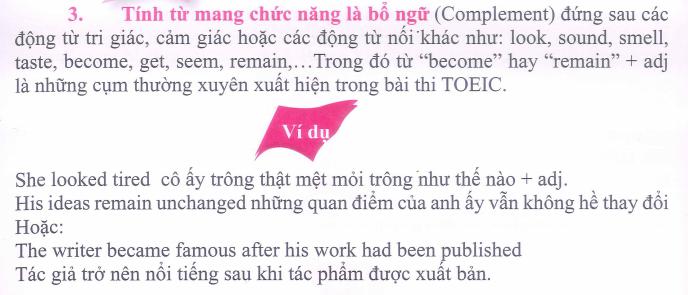 3. Tính từ mang chức năng là bổ ngữ (Complement) đứng sau các
động từ tri giác, cảm giác hoặc các động từ nối khác như: look, sound, smell,
taste, become, get, seem, remain,…Trong đó từ “become” hay “remain” + adj
là những cụm thường xuyên xuất hiện trong bài thi TOEIC.
Ví dụ
She looked tired cô ấy trông thật mệt mỏi trông như thế nào + adj.
His ideas remain unchanged những quan điểm của anh ấy vẫn không hề thay đổi
Hoặc:
The writer became famous after his work had been published
Tác giả trở nên nổi tiếng sau khi tác phẩm được xuất bản.